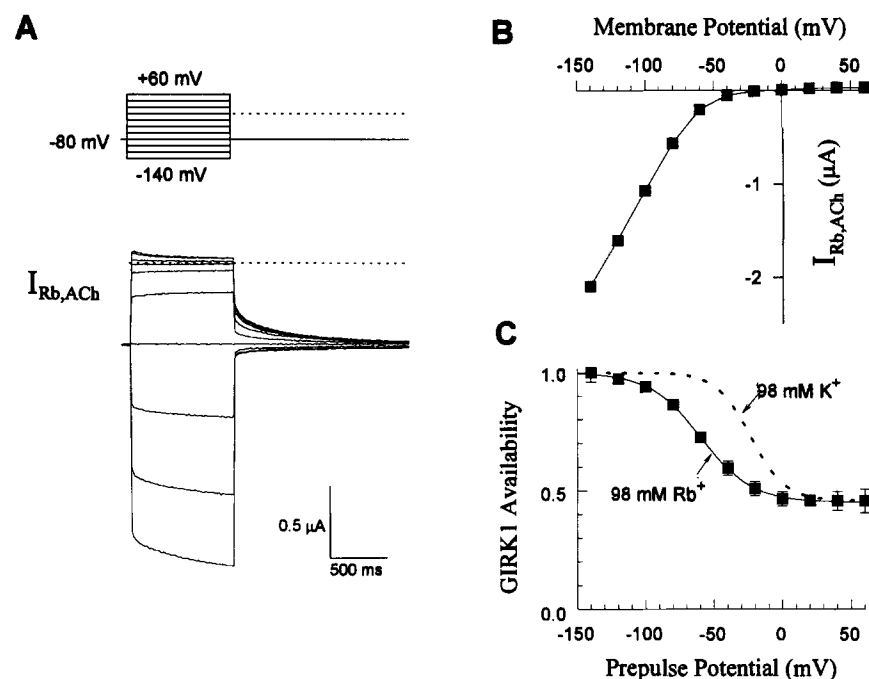 A
+60 mV
-80 mV
-140 mV
I Rb,ACh
0.5 μA
500 ms
B
Membrane Potential (mV)
-150 -100 -50 0 50
-1
-2
I Rb,ACh (μA)
C
GIRK1 Availability
1.0
0.5
0.0
98 mM K+
98 mM Rb+
-150 -100 -50 0 50
Prepulse Potential (mV)